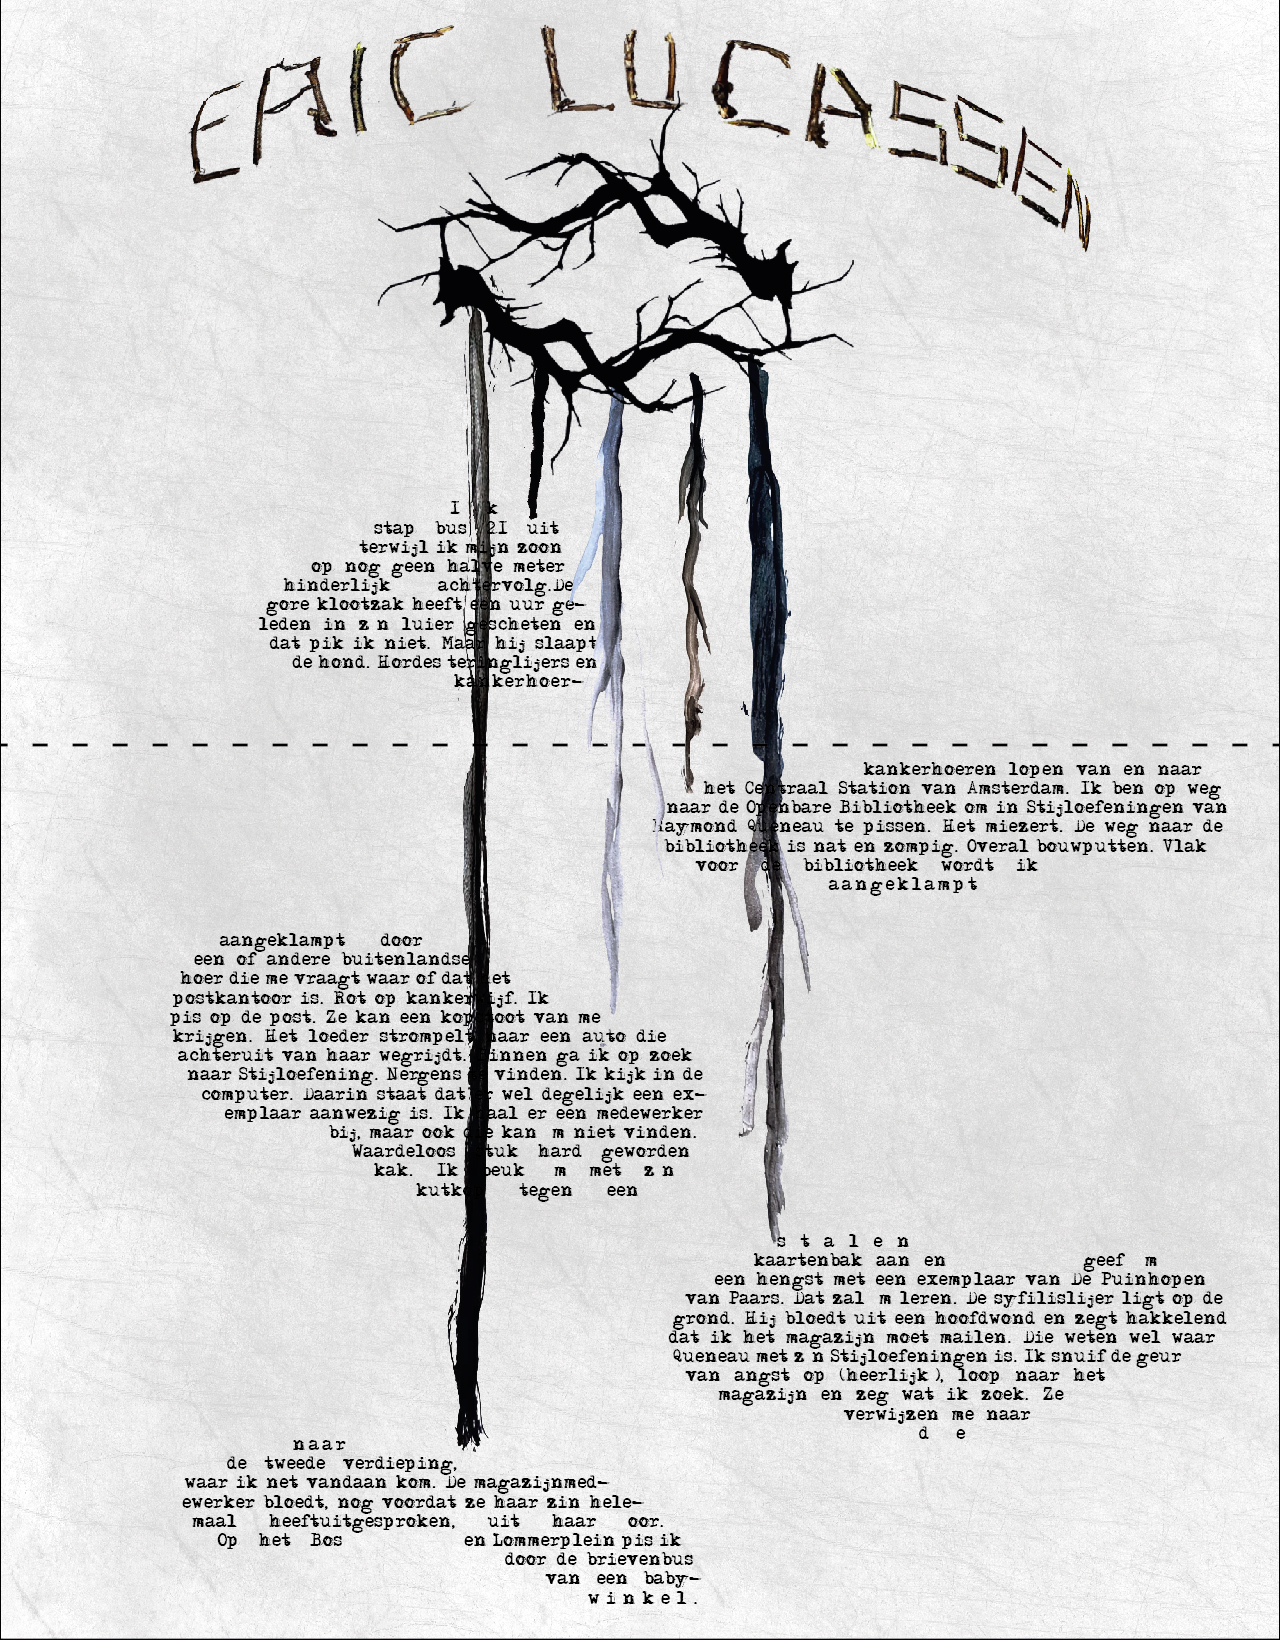 ERIC LUCASSEN
Ik
stap bus 21 uit
terwijl ik mijn zoon
op nog geen halve meter
hinderlijk achtervolg.De
gore klootzak heeft een uur ge-
leden in z n luier gescheten en
dat pik ik niet. Maar hij slaapt
de hond. Hordes teringlijers en
kankerhoer-
kankerhoeren lopen van en naar
het Centraal Station van Amsterdam. Ik ben op weg
naar de Openbare Bibliotheek om in Stijloefeningen van
Raymond Queneau te pissen. Het miezert. De weg naar de
bibliotheek is nat en zompig. Overal bouwputten. Vlak
voor de bibliotheek wordt ik
aangeklampt
aangeklampt door
een of andere buitenlandse
hoer die me vraagt waar of dat het
postkantoor is. Rot op kankerwijf. Ik
pis op de post. Ze kan een kopstoot van me
krijgen. Het loeder strompelt naar een auto die
achteruit van haar wegrijdt. Binnen ga ik op zoek
naar Stijloefening. Nergens te vinden. Ik kijk in de
computer. Daarin staat dat er wel degelijk een ex-
emplaar aanwezig is. Ik haal er een medewerker
bij, maar ook die kan m niet vinden.
Waardeloos stuk hard geworden
kak. Ik beuk m met z n
kutkop tegen een
stalen
kaartenbak aan en geef m
een hengst met een exemplaar van De Puinhopen
van Paars. Dat zal m leren. De syfilislijer ligt op de
grond. Hij bloedt uit een hoofdwond en zegt hakkelend
dat ik het magazijn moet mailen. Die weten wel waar
Queneau met z n Stijloefeningen is. Ik snuif de geur
van angst op (heerlijk), loop naar het
magazijn en zeg wat ik zoek. Ze
verwijzen me naar
de
naar
de tweede verdieping,
waar ik net vandaan kom. De magazijnmed-
ewerker bloedt, nog voordat ze haar zin hele-
maal heeftuitgesproken, uit haar oor.
Op het Bos en Lommerplein pis ik
door de brievenbus
van een baby-
winkel.